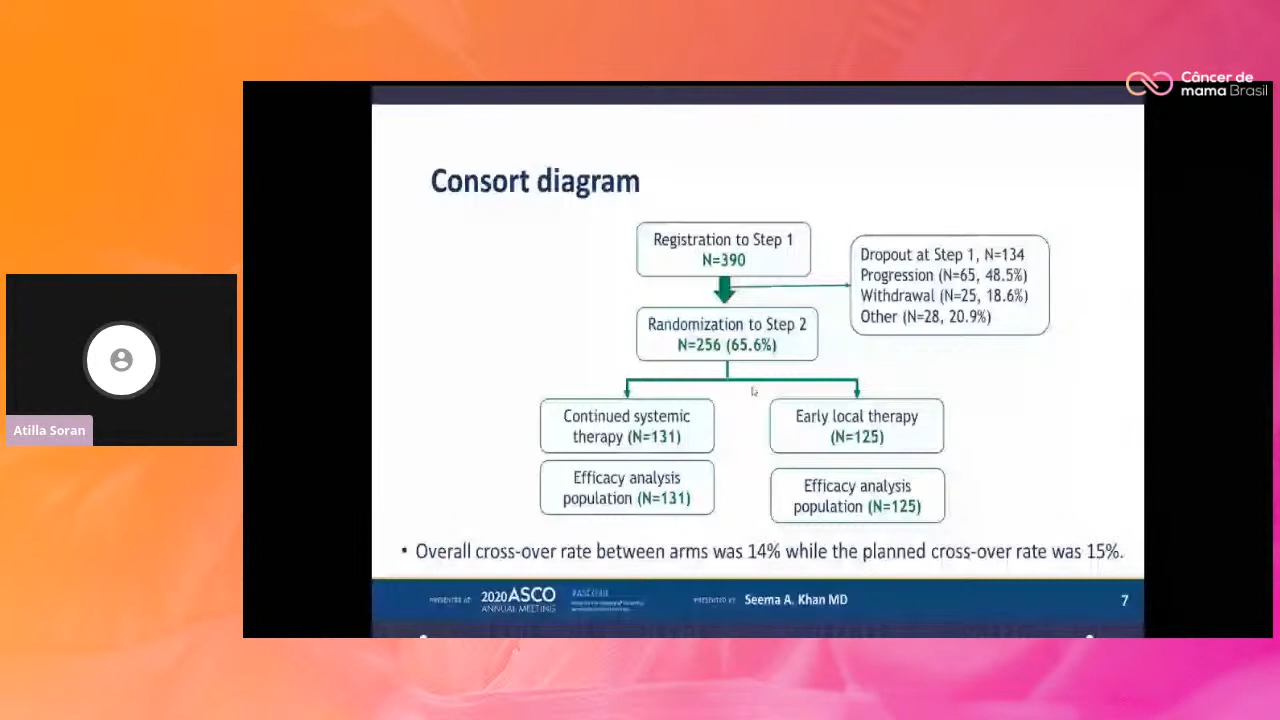 Câncer de
mama Brasil
Consort diagram
Registration to Step 1
N=390
Dropout at Step 1, N=134
Progression (N=65, 48.5%)
Withdrawal (N=25, 18.6%)
Other (N=28, 20.9%)
Randomization to Step 2
N=256 (65.6%)
Continued systemic
therapy (N=131)
Early local therapy
(N=125)
Efficacy analysis
population (N=131)
Efficacy analysis
population (N=125)
• Overall cross-over rate between arms was 14% while the planned cross-over rate was 15%.
PRESENTED AT: 2020 ASCO
ANNUAL MEETING
#ASCO20
PRESENTED BY: Seema A. Khan MD
7
Atilla Soran